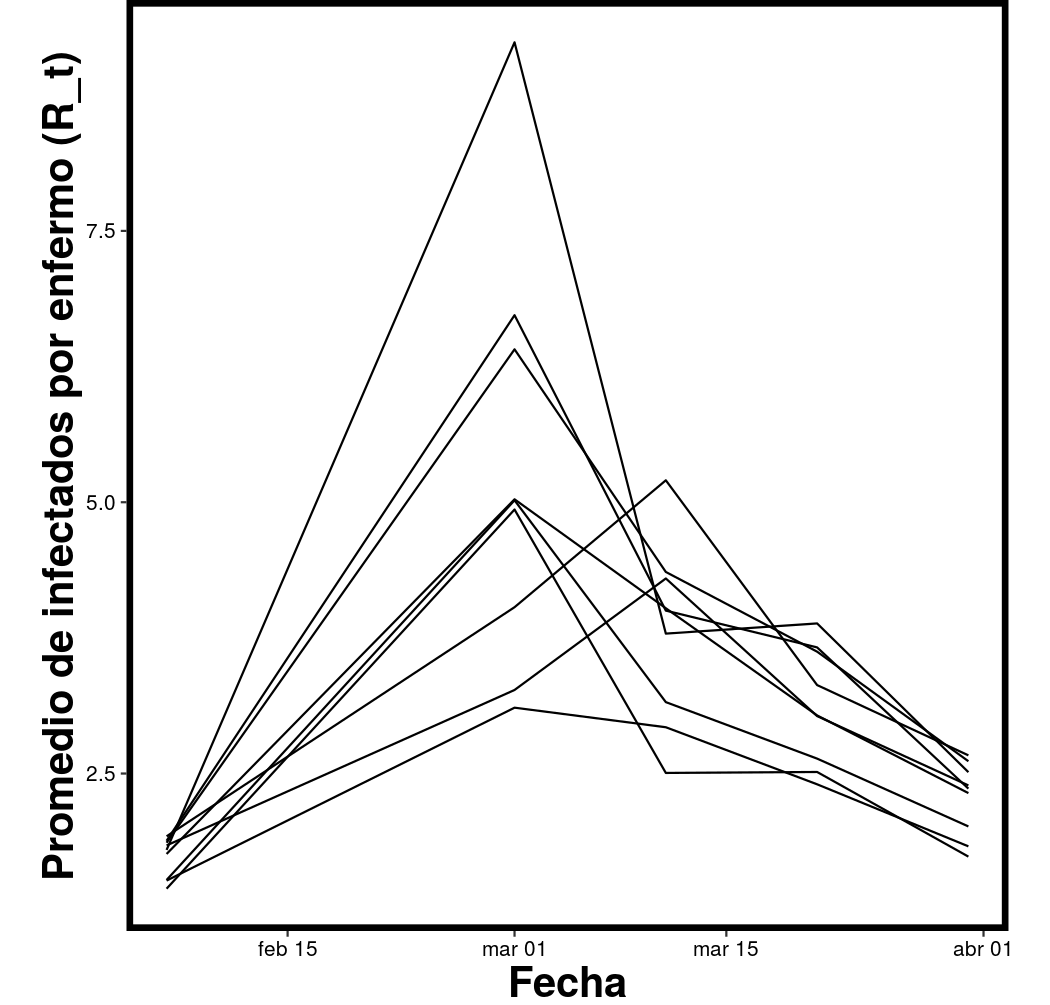 Promedio de infectados por enfermo (R_t)
7.5
5.0
2.5
feb 15 mar 01 mar 15 abr 01
Fecha